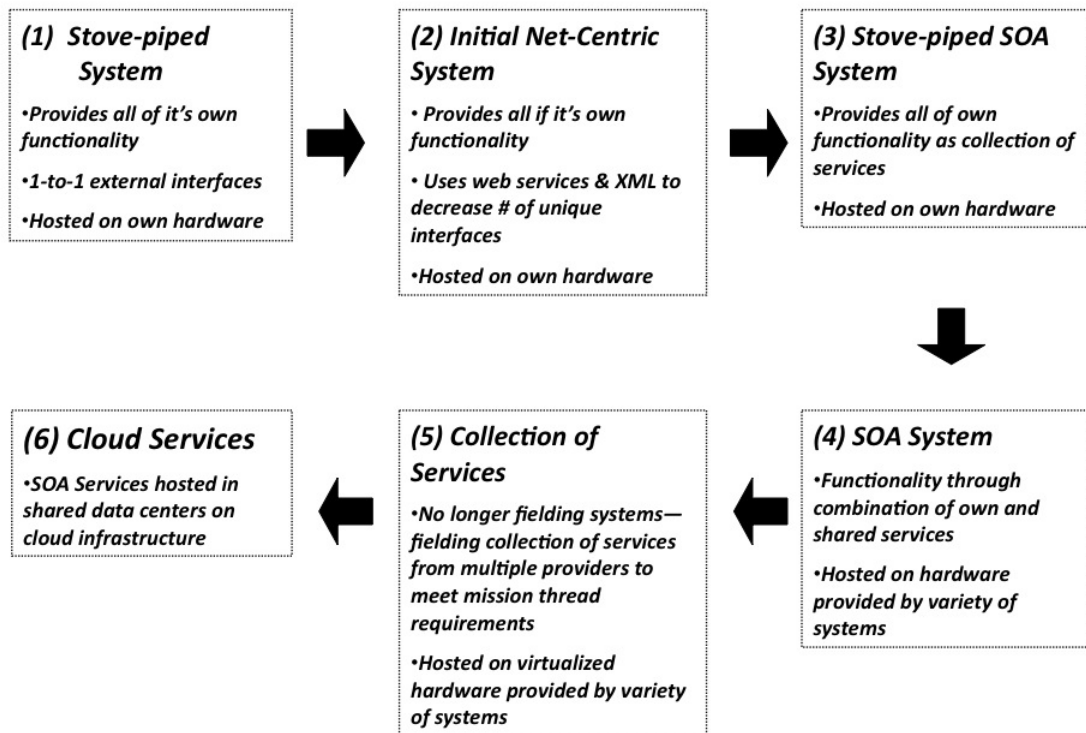 (1) Stove-piped
System
•Provides all of it's own
functionality
•1-to-1 external interfaces
•Hosted on own hardware
(2) Initial Net-Centric
System
• Provides all if it's own
functionality
• Uses web services & XML to
decrease # of unique
interfaces
•Hosted on own hardware
(3) Stove-piped SOA
System
•Provides all of own
functionality as collection of
services
•Hosted on own hardware
(4) SOA System
•Functionality through
combination of own and
shared services
•Hosted on hardware
provided by variety of
systems
(5) Collection of
Services
•No longer fielding systems—
fielding collection of services
from multiple providers to
meet mission thread
requirements
•Hosted on virtualized
hardware provided by variety
of systems
(6) Cloud Services
•SOA Services hosted in
shared data centers on
cloud infrastructure